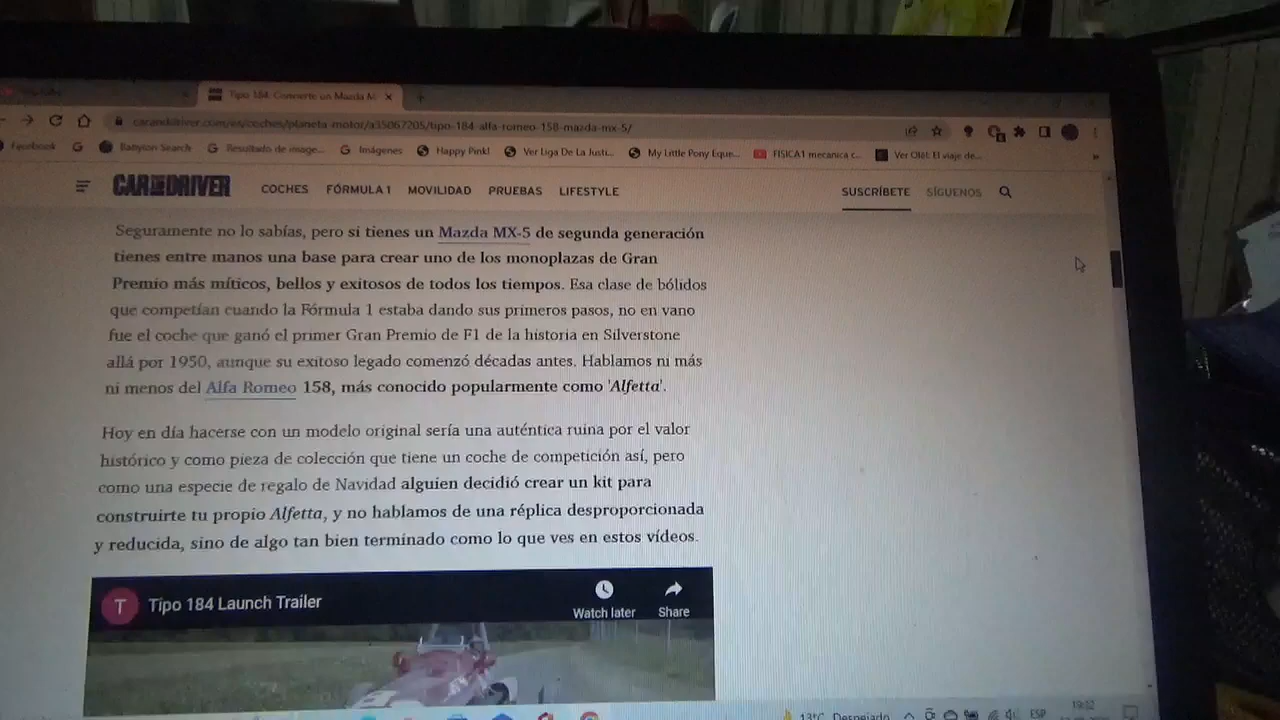 Tipo 184: Convierte un Mazda M
caranddriver.com/es/coches/planeta-motor/a35067205/tipo-184-alfa-romeo-158-mazda-mx-5/
Facebook G Babylon Search Resultado de image... Imágenes Happy Pink! Ver Liga De La Justi... My Little Pony Eque... FISICA1 mecanica c... Ver Olé!: El viaje de... »
CAR AND DRIVER COCHES FÓRMULA 1 MOVILIDAD PRUEBAS LIFESTYLE SUSCRÍBETE SÍGUENOS
Seguramente no lo sabías, pero si tienes un Mazda MX-5 de segunda generación
tienes entre manos una base para crear uno de los monoplazas de Gran
Premio más míticos, bellos y exitosos de todos los tiempos. Esa clase de bólidos
que competían cuando la Fórmula 1 estaba dando sus primeros pasos, no en vano
fue el coche que ganó el primer Gran Premio de F1 de la historia en Silverstone
allá por 1950, aunque su exitoso legado comenzó décadas antes. Hablamos ni más
ni menos del Alfa Romeo 158, más conocido popularmente como 'Alfetta'.
Hoy en día hacerse con un modelo original sería una auténtica ruina por el valor
histórico y como pieza de colección que tiene un coche de competición así, pero
como una especie de regalo de Navidad alguien decidió crear un kit para
construirte tu propio Alfetta, y no hablamos de una réplica desproporcionada
y reducida, sino de algo tan bien terminado como lo que ves en estos vídeos.
T Tipo 184 Launch Trailer
Watch later Share
13°C Despejado ESP 19:32